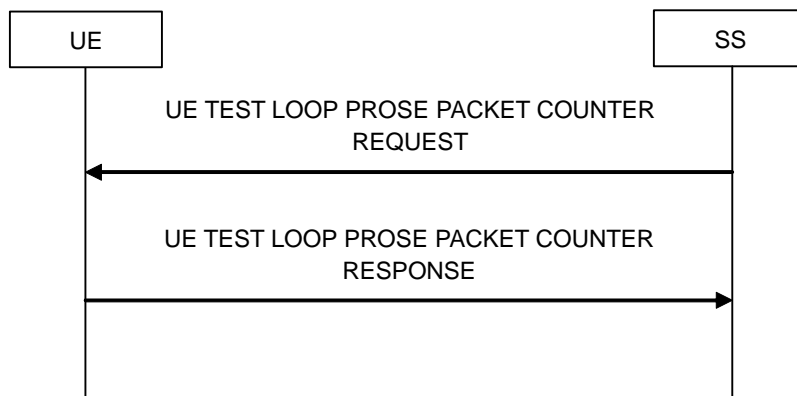 UE
SS
UE TEST LOOP PROSE PACKET COUNTER
REQUEST
UE TEST LOOP PROSE PACKET COUNTER
RESPONSE